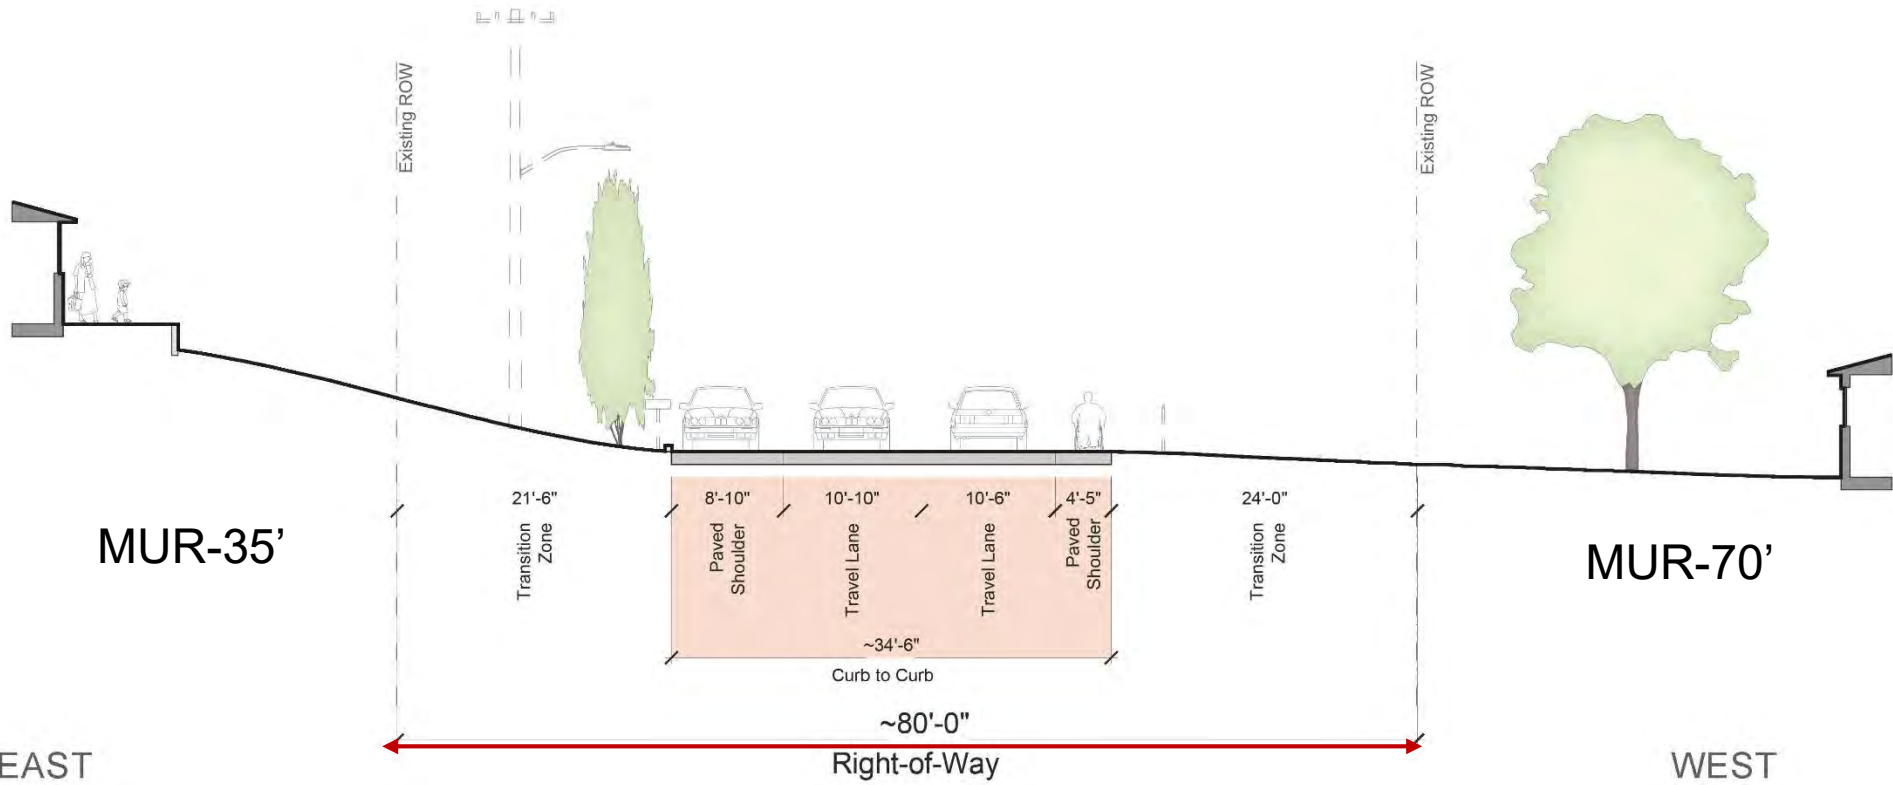 Existing ROW
Existing ROW
21'-6"
8'-10"
10'-10"
10'-6"
4'-5"
24'-0"
Transition
Zone
Paved
Shoulder
Travel Lane
Travel Lane
Paved
Shoulder
Transition
Zone
MUR-35’
MUR-70’
~34'-6"
Curb to Curb
~80'-0"
Right-of-Way
EAST
WEST